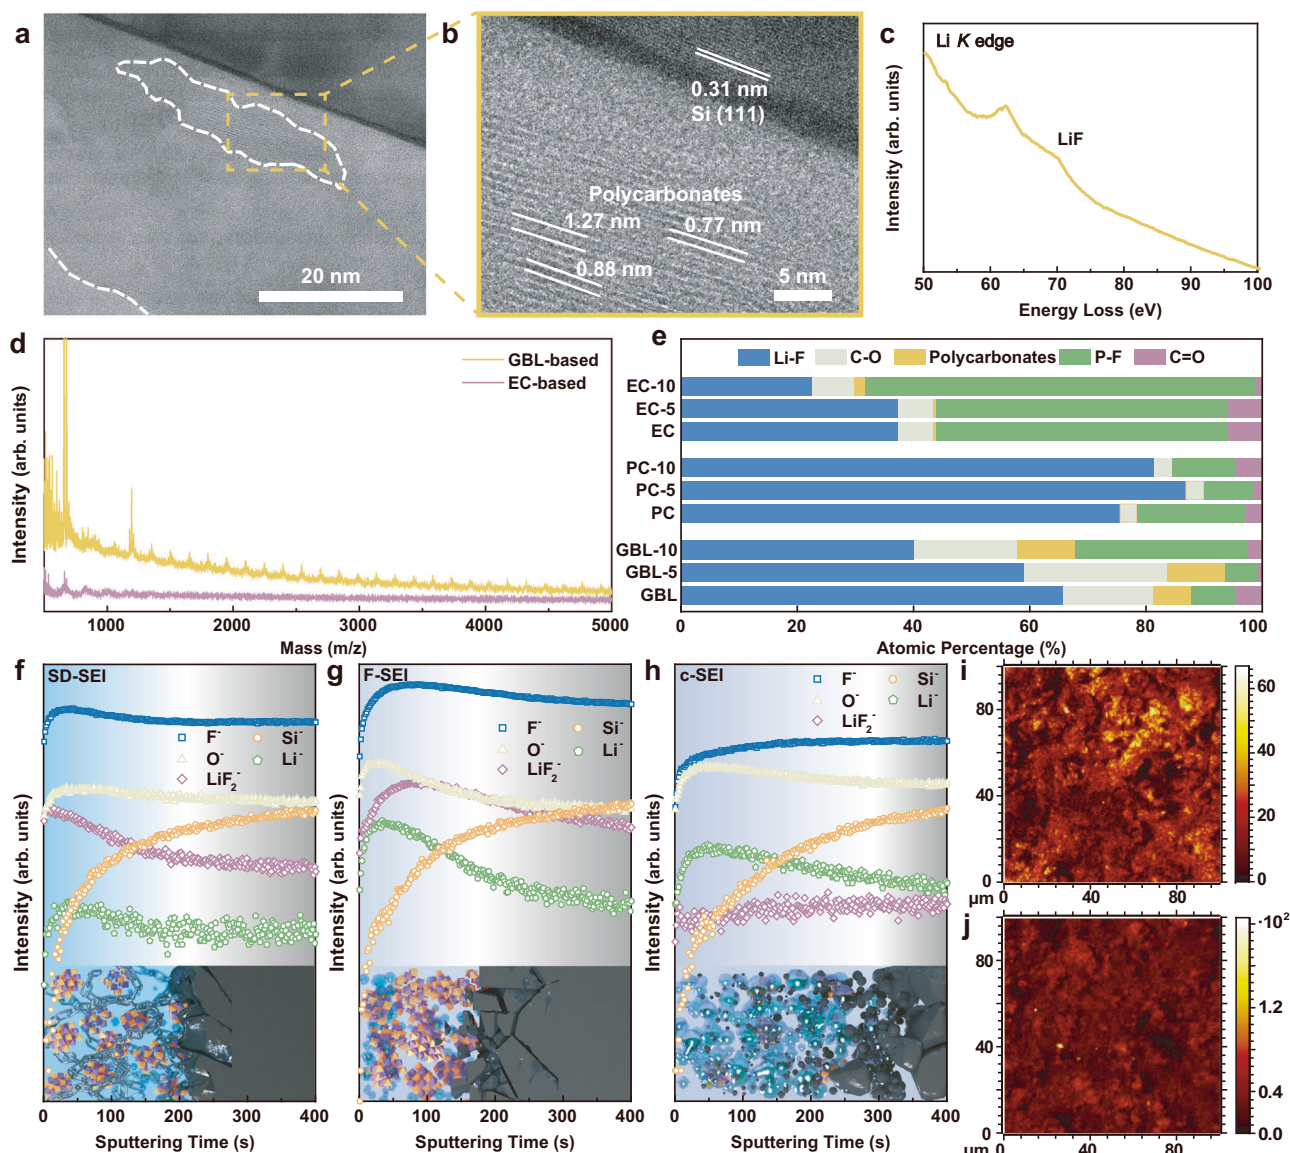 a
20 nm
b
0.31 nm
Si (111)
Polycarbonates
1.27 nm
0.77 nm
0.88 nm
5 nm
c
Li K edge
LiF
Intensity (arb. units)
50 60 70 80 90 100
Energy Loss (eV)
d
GBL-based
EC-based
Intensity (arb. units)
1000 2000 3000 4000 5000
Mass (m/z)
e
Li-F C-O Polycarbonates P-F C=O
EC-10
EC-5
EC
PC-10
PC-5
PC
GBL-10
GBL-5
GBL
0 20 40 60 80 100
Atomic Percentage (%)
f
SD-SEI
F⁻ Si⁻
O⁻ Li⁻
LiF₂⁻
Intensity (arb. units)
0 100 200 300 400
Sputtering Time (s)
g
F-SEI
F⁻ Si⁻
O⁻ Li⁻
LiF₂⁻
Intensity (arb. units)
0 100 200 300 400
Sputtering Time (s)
h
c-SEI
F⁻ Si⁻
O⁻ Li⁻
LiF₂⁻
Intensity (arb. units)
0 100 200 300 400
Sputtering Time (s)
i
80
40
0
µm 40 80
60
40
20
0
j
80
40
0
µm 40 80
·10²
1.2
0.4
0.0